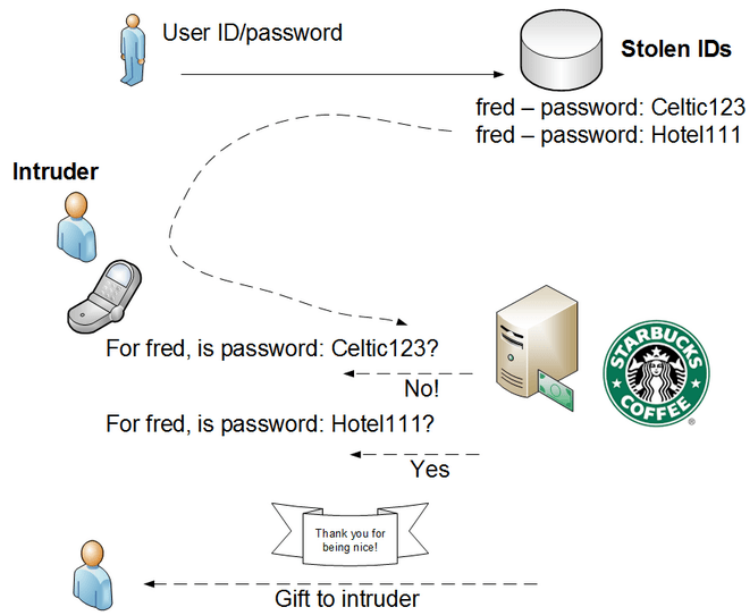 User ID/password
Stolen IDs
fred – password: Celtic123
fred – password: Hotel111
Intruder
For fred, is password: Celtic123?
No!
STARBUCKS
COFFEE
®
For fred, is password: Hotel111?
Yes
Thank you for
being nice!
Gift to intruder